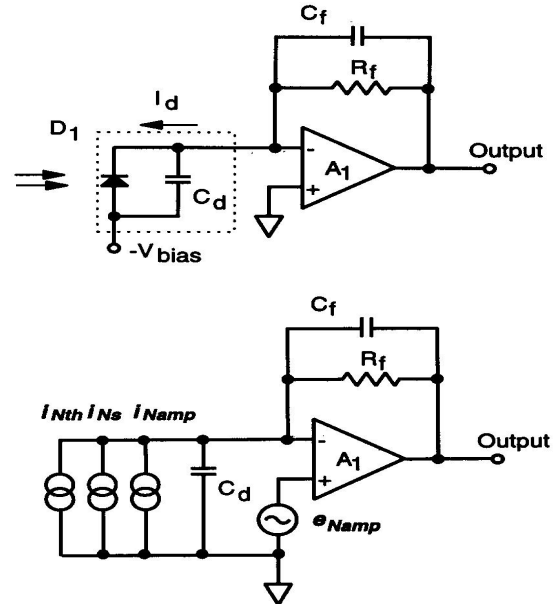 Cf
Rf
Id
D1
Cd
-Vbias
-
+
A1
Output
Cf
Rf
iNth iNs iNamp
Cd
-
+
A1
eNamp
Output